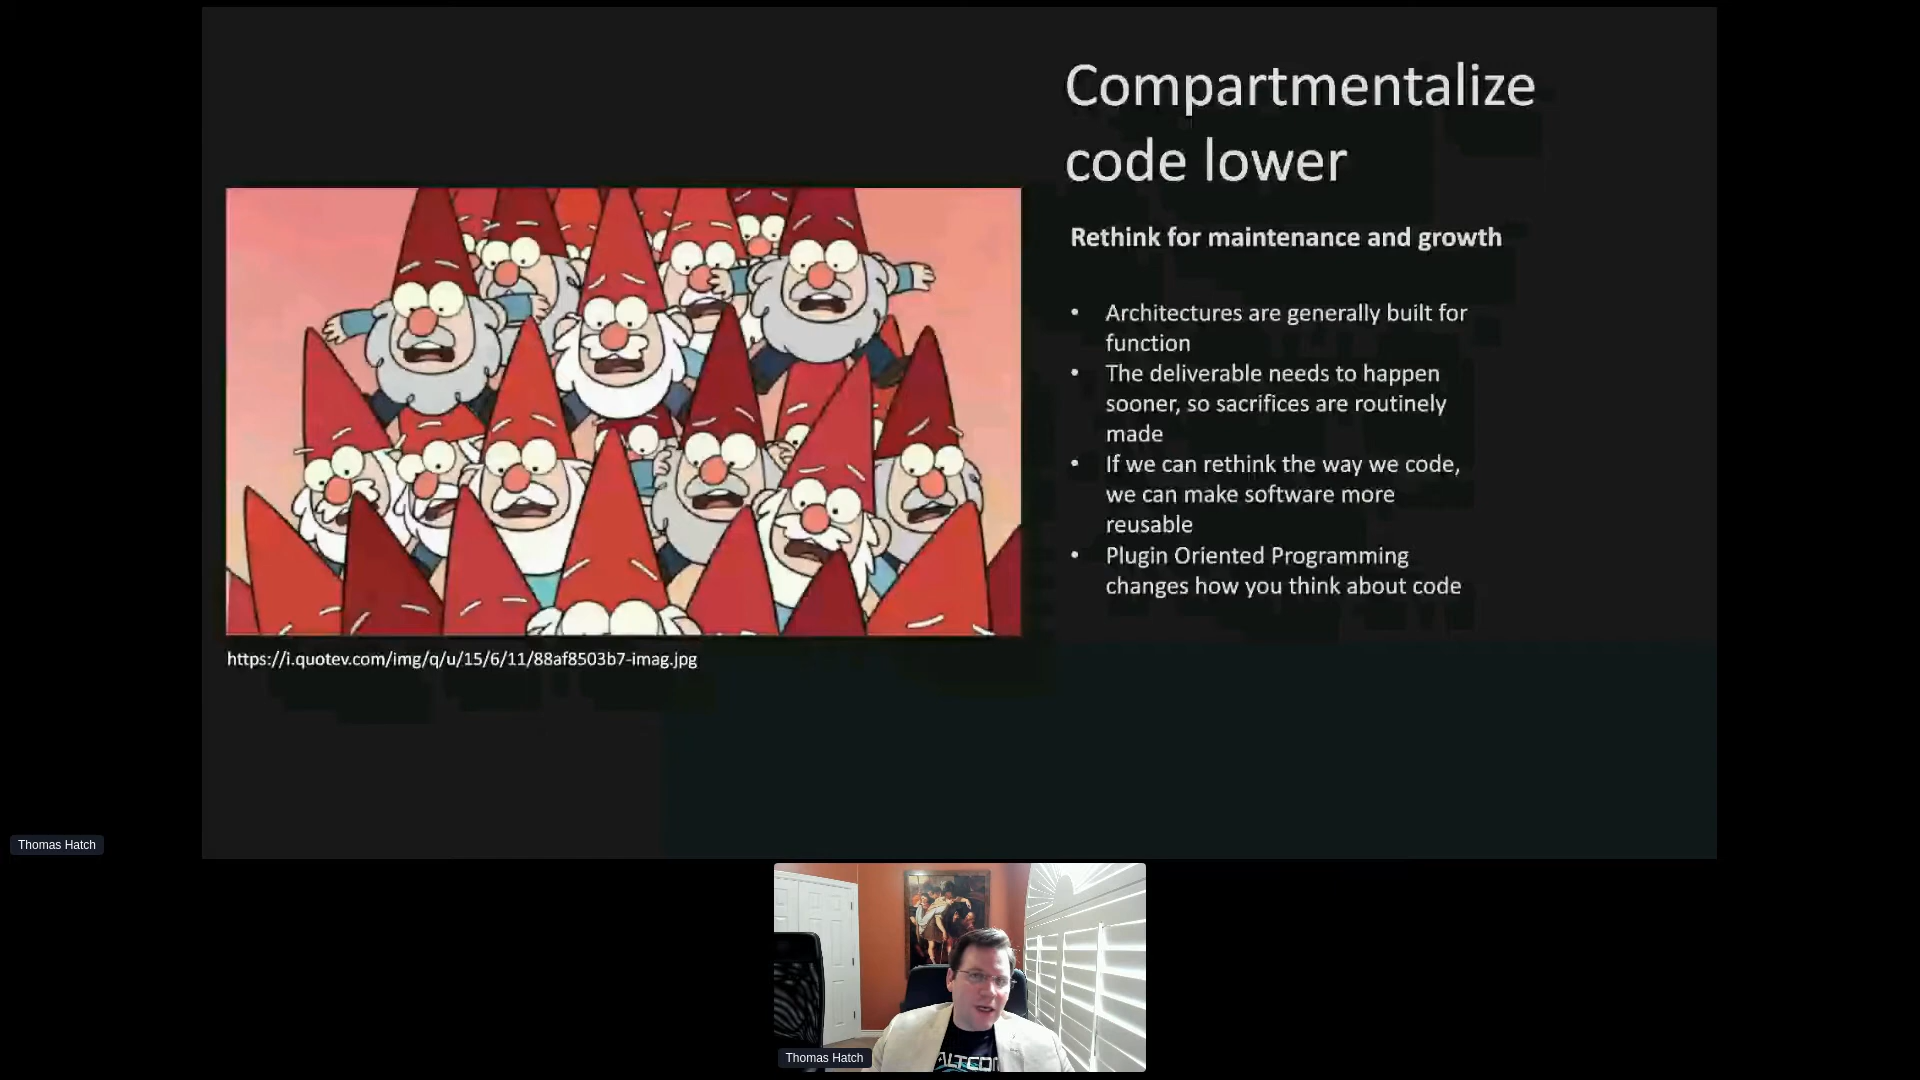 Compartmentalize
code lower
Rethink for maintenance and growth
• Architectures are generally built for
function
• The deliverable needs to happen
sooner, so sacrifices are routinely
made
• If we can rethink the way we code,
we can make software more
reusable
• Plugin Oriented Programming
changes how you think about code
https://i.quotev.com/img/q/u/15/6/11/88af8503b7-imag.jpg
Thomas Hatch
Thomas Hatch